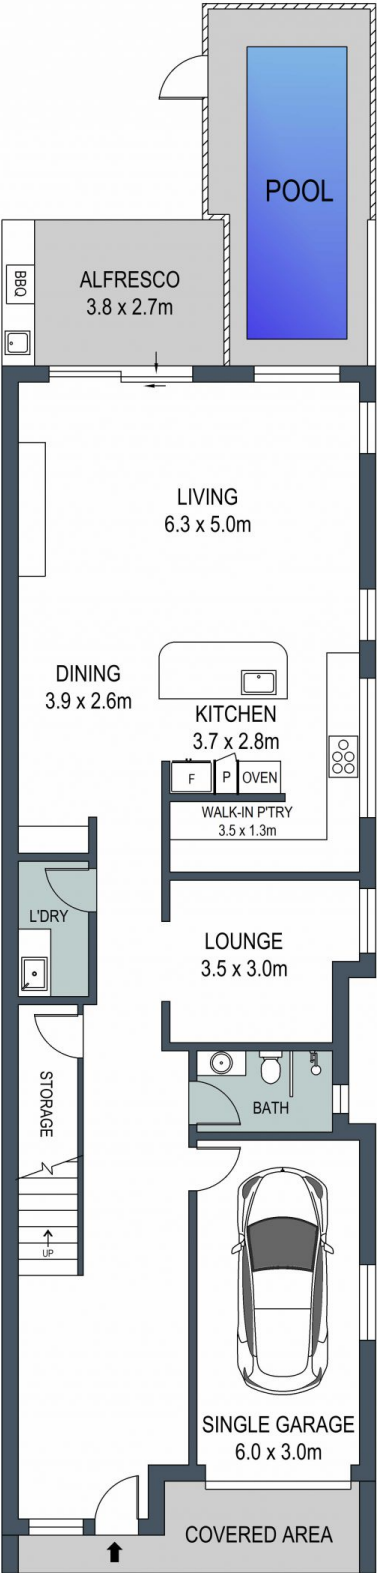 POOL
ALFRESCO
3.8 x 2.7m
BBQ
LIVING
6.3 x 5.0m
DINING
3.9 x 2.6m
KITCHEN
3.7 x 2.8m
F
P
OVEN
WALK-IN P'TRY
3.5 x 1.3m
L'DRY
LOUNGE
3.5 x 3.0m
STORAGE
BATH
UP
SINGLE GARAGE
6.0 x 3.0m
COVERED AREA